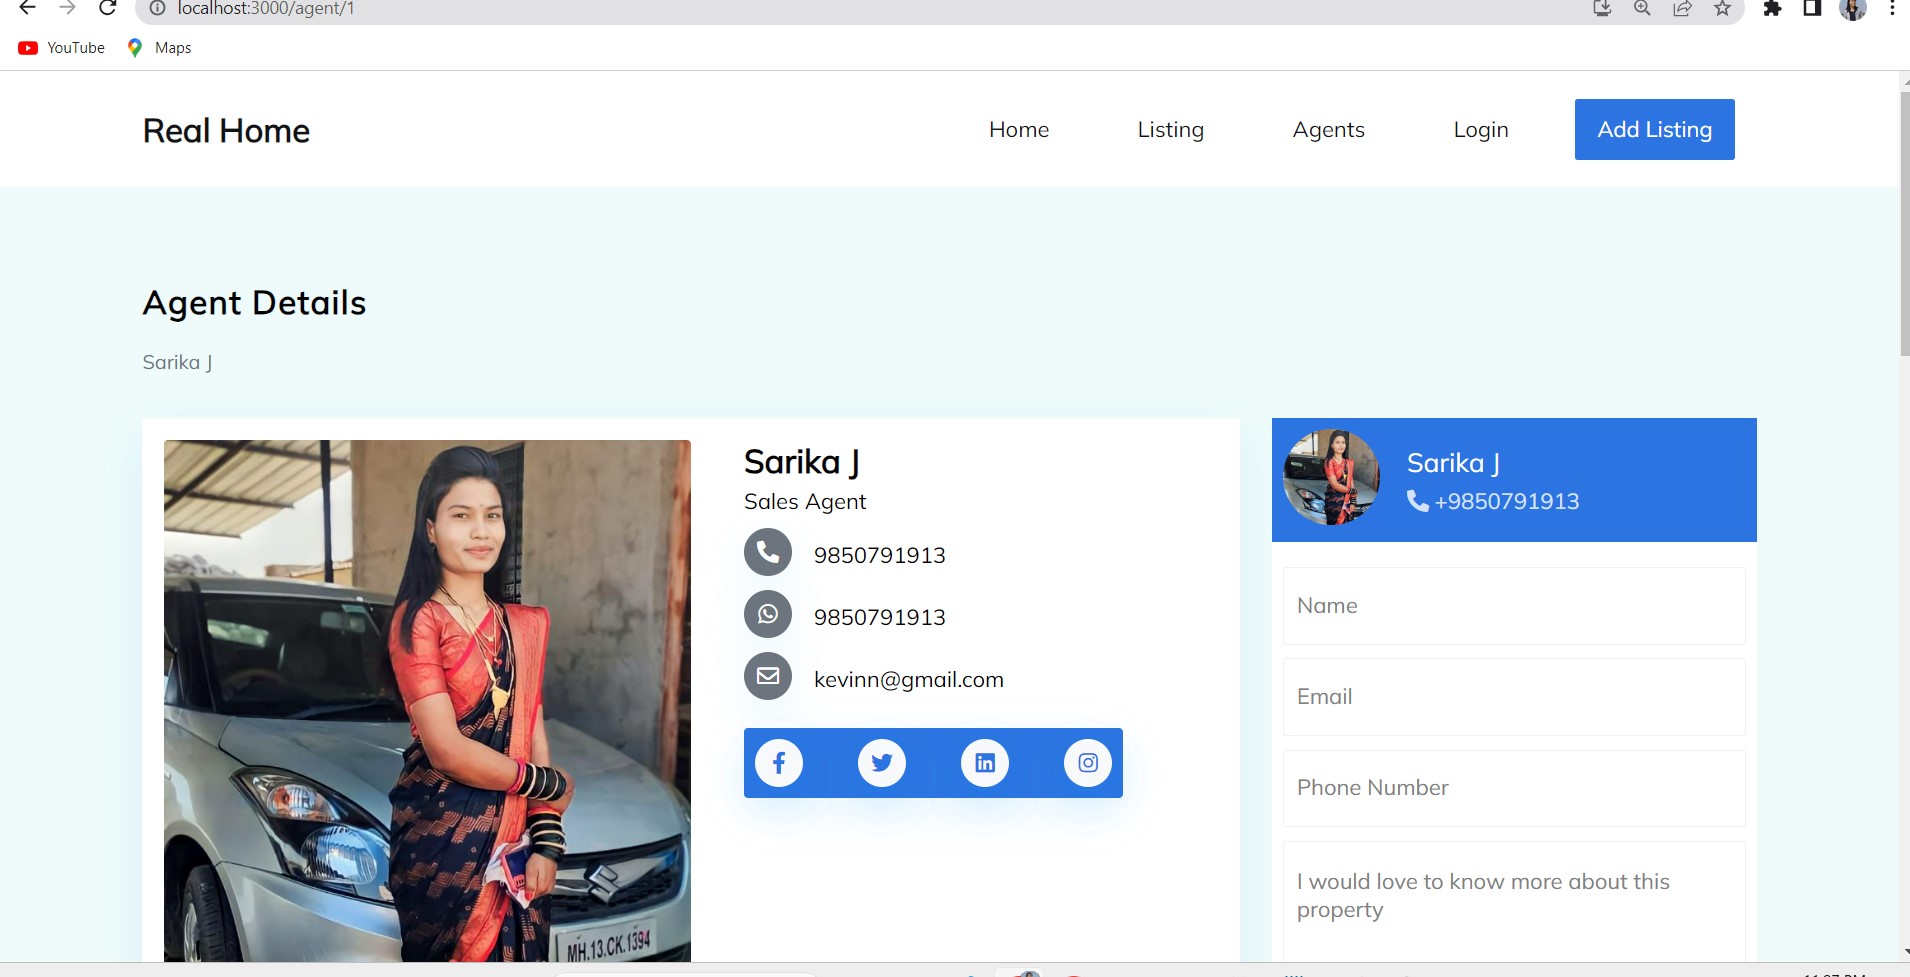 localhost:3000/agent/1
YouTube
Maps
Real Home
Home
Listing
Agents
Login
Add Listing
Agent Details
Sarika J
Sarika J
Sales Agent
9850791913
9850791913
kevinn@gmail.com
Sarika J
+9850791913
Name
Email
Phone Number
I would love to know more about this
property
MH.13.CK.1394